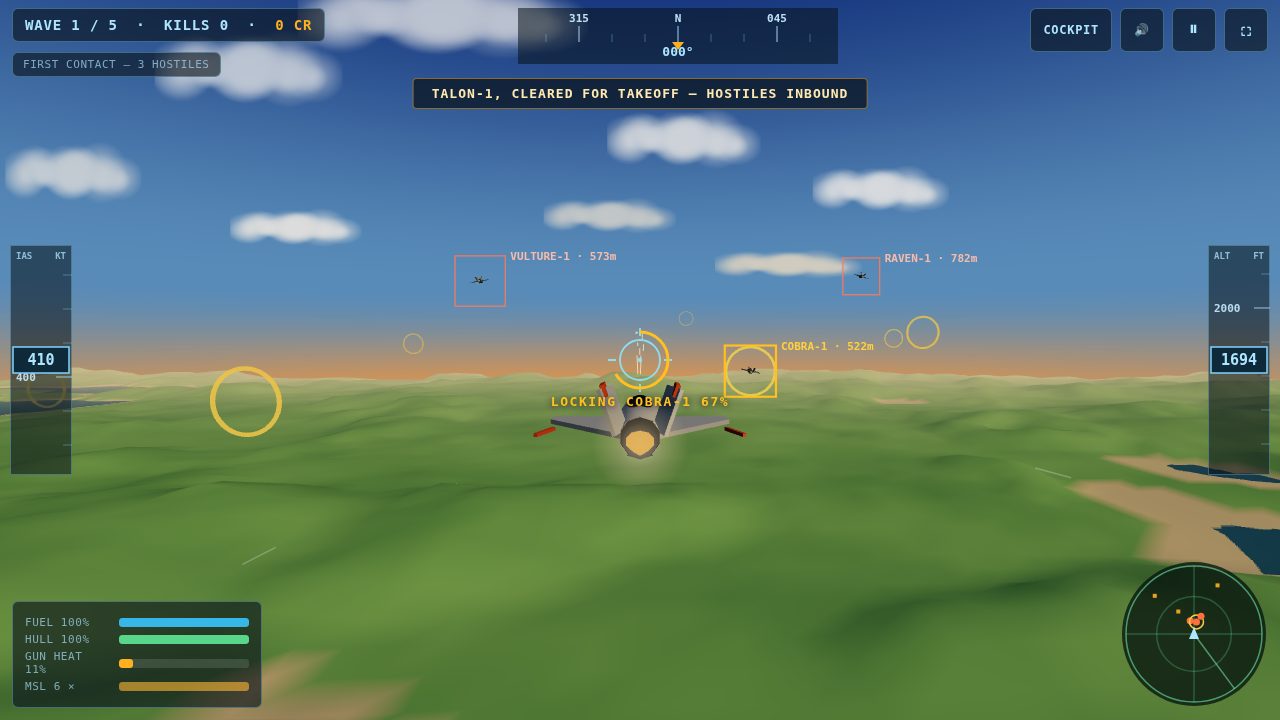 WAVE 1 / 5 · KILLS 0 · 0 CR
FIRST CONTACT — 3 HOSTILES
315 N 045
000°
COCKPIT
TALON-1, CLEARED FOR TAKEOFF — HOSTILES INBOUND
VULTURE-1 · 573m
RAVEN-1 · 782m
COBRA-1 · 522m
LOCKING COBRA-1 67%
IAS KT
410
400
ALT FT
2000
1694
FUEL 100%
HULL 100%
GUN HEAT
11%
MSL 6 ×